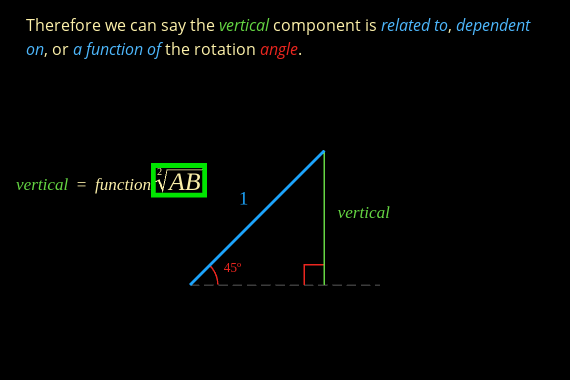 Therefore we can say the vertical component is related to, dependent
on, or a function of the rotation angle.
vertical = function \sqrt[2]{AB}
1
vertical
45°